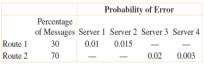 Probability of Error
Percentage
of Messages Server 1 Server 2 Server 3 Server 4
Route 1 30 0.01 0.015 — —
Route 2 70 — — 0.02 0.003